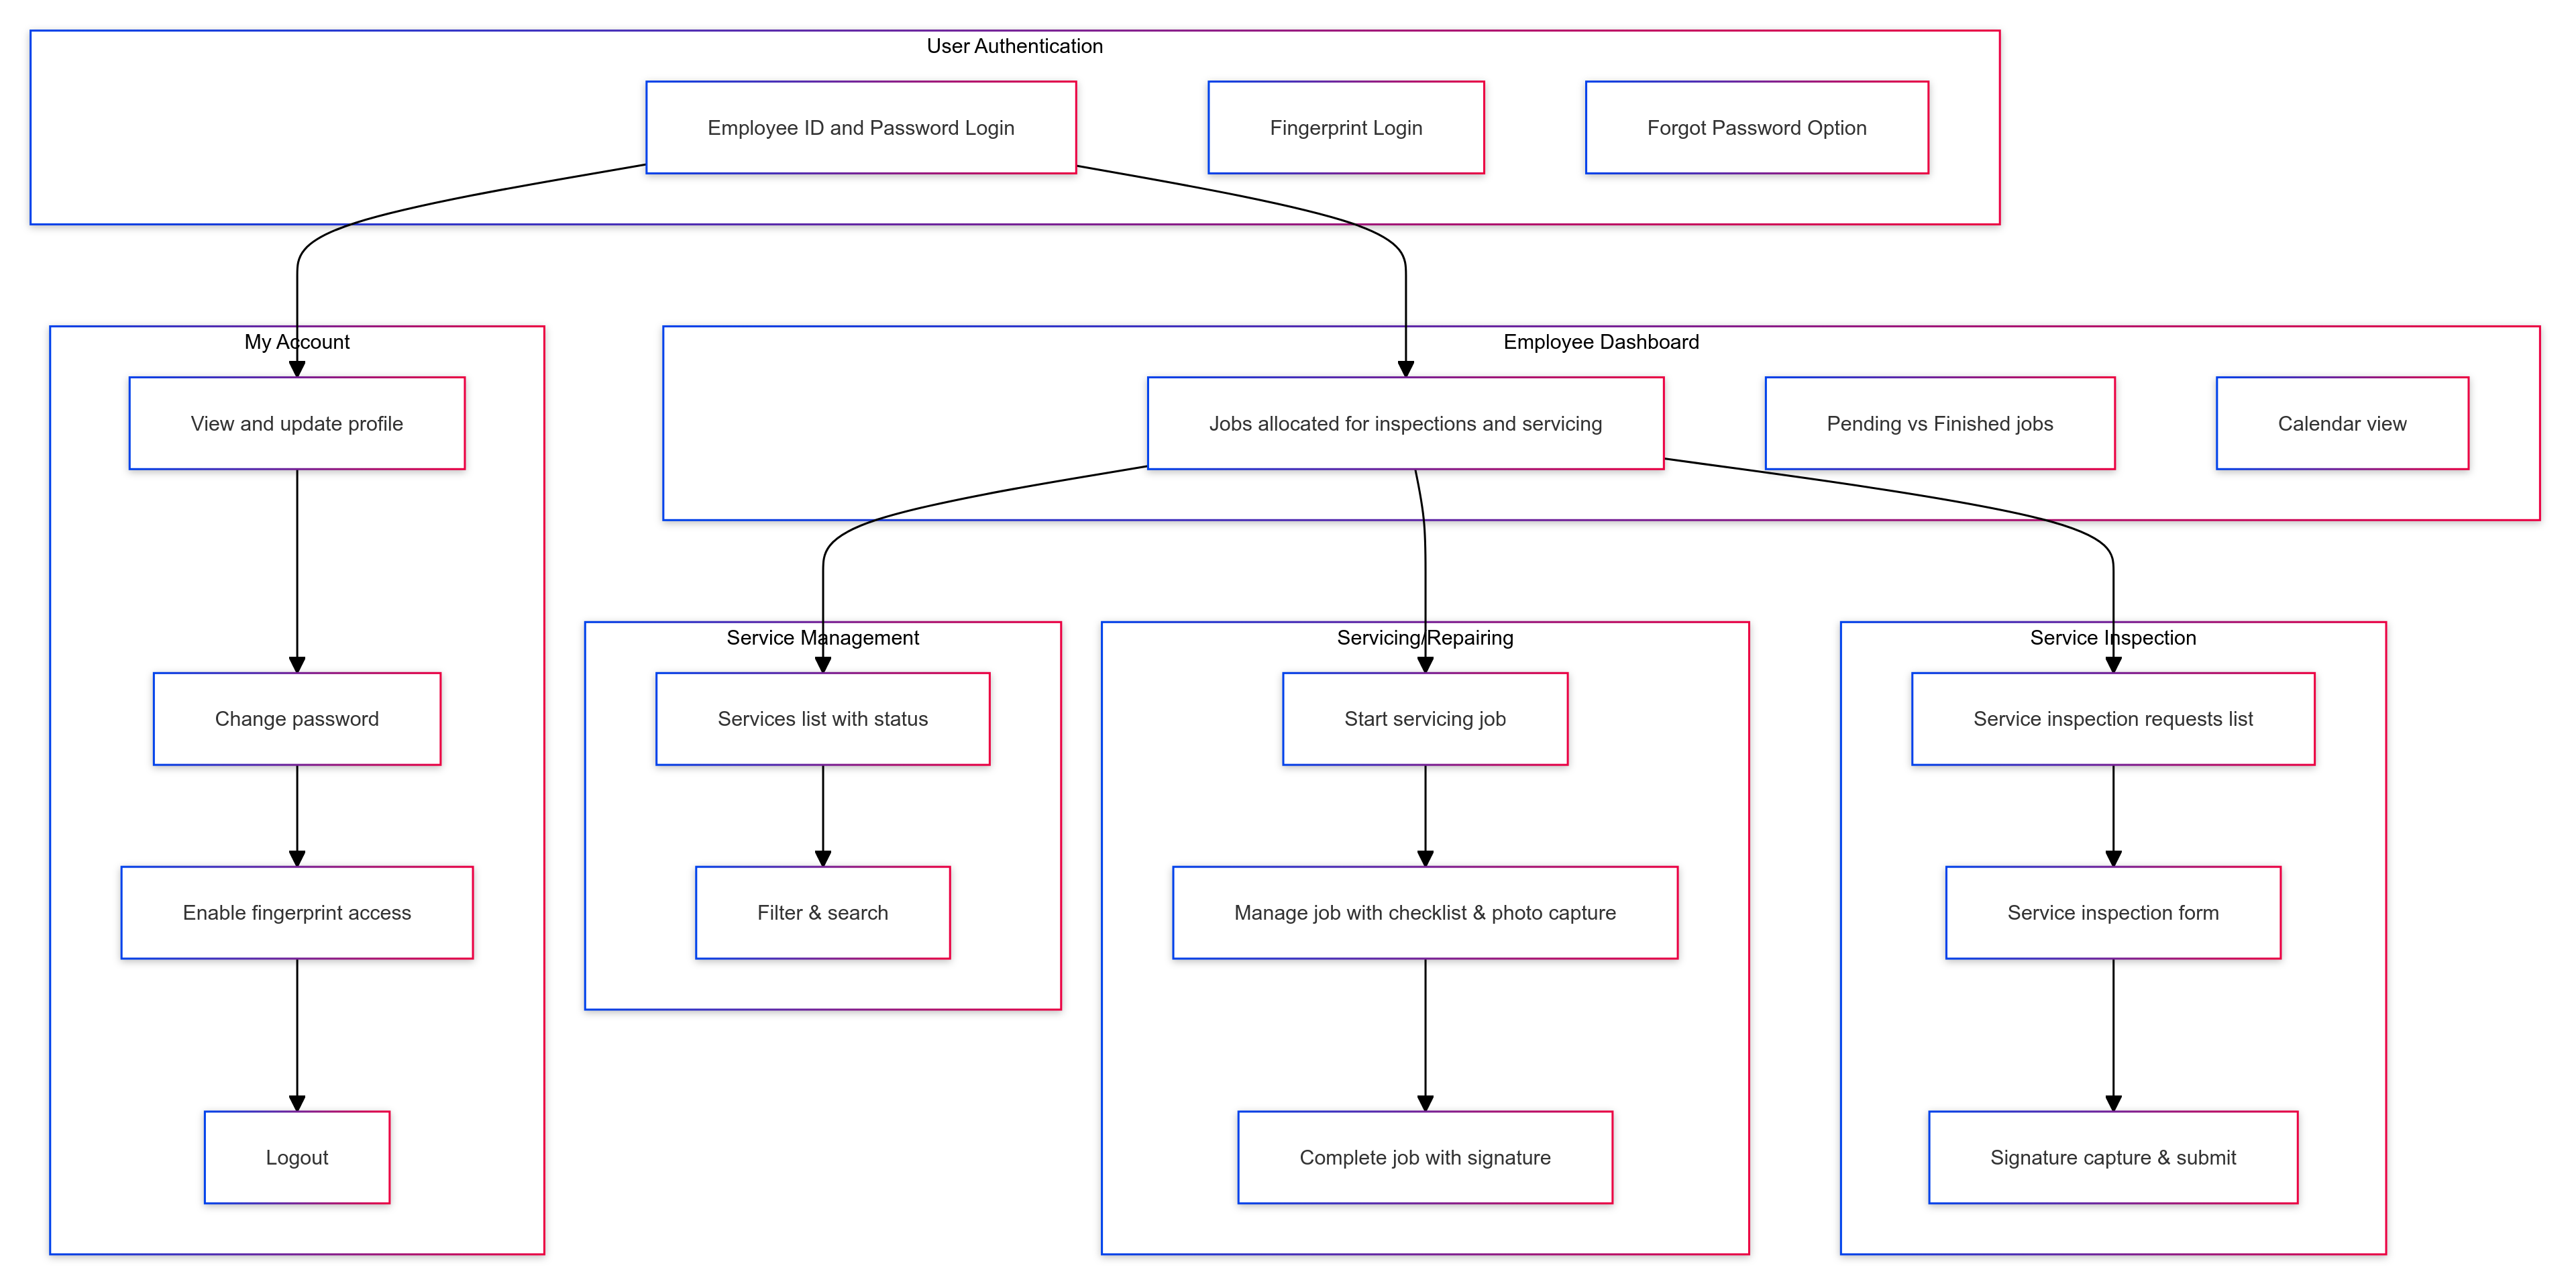 User Authentication
Employee ID and Password Login
Fingerprint Login
Forgot Password Option
My Account
View and update profile
Change password
Enable fingerprint access
Logout
Employee Dashboard
Jobs allocated for inspections and servicing
Pending vs Finished jobs
Calendar view
Service Management
Services list with status
Filter & search
Servicing/Repairing
Start servicing job
Manage job with checklist & photo capture
Complete job with signature
Service Inspection
Service inspection requests list
Service inspection form
Signature capture & submit